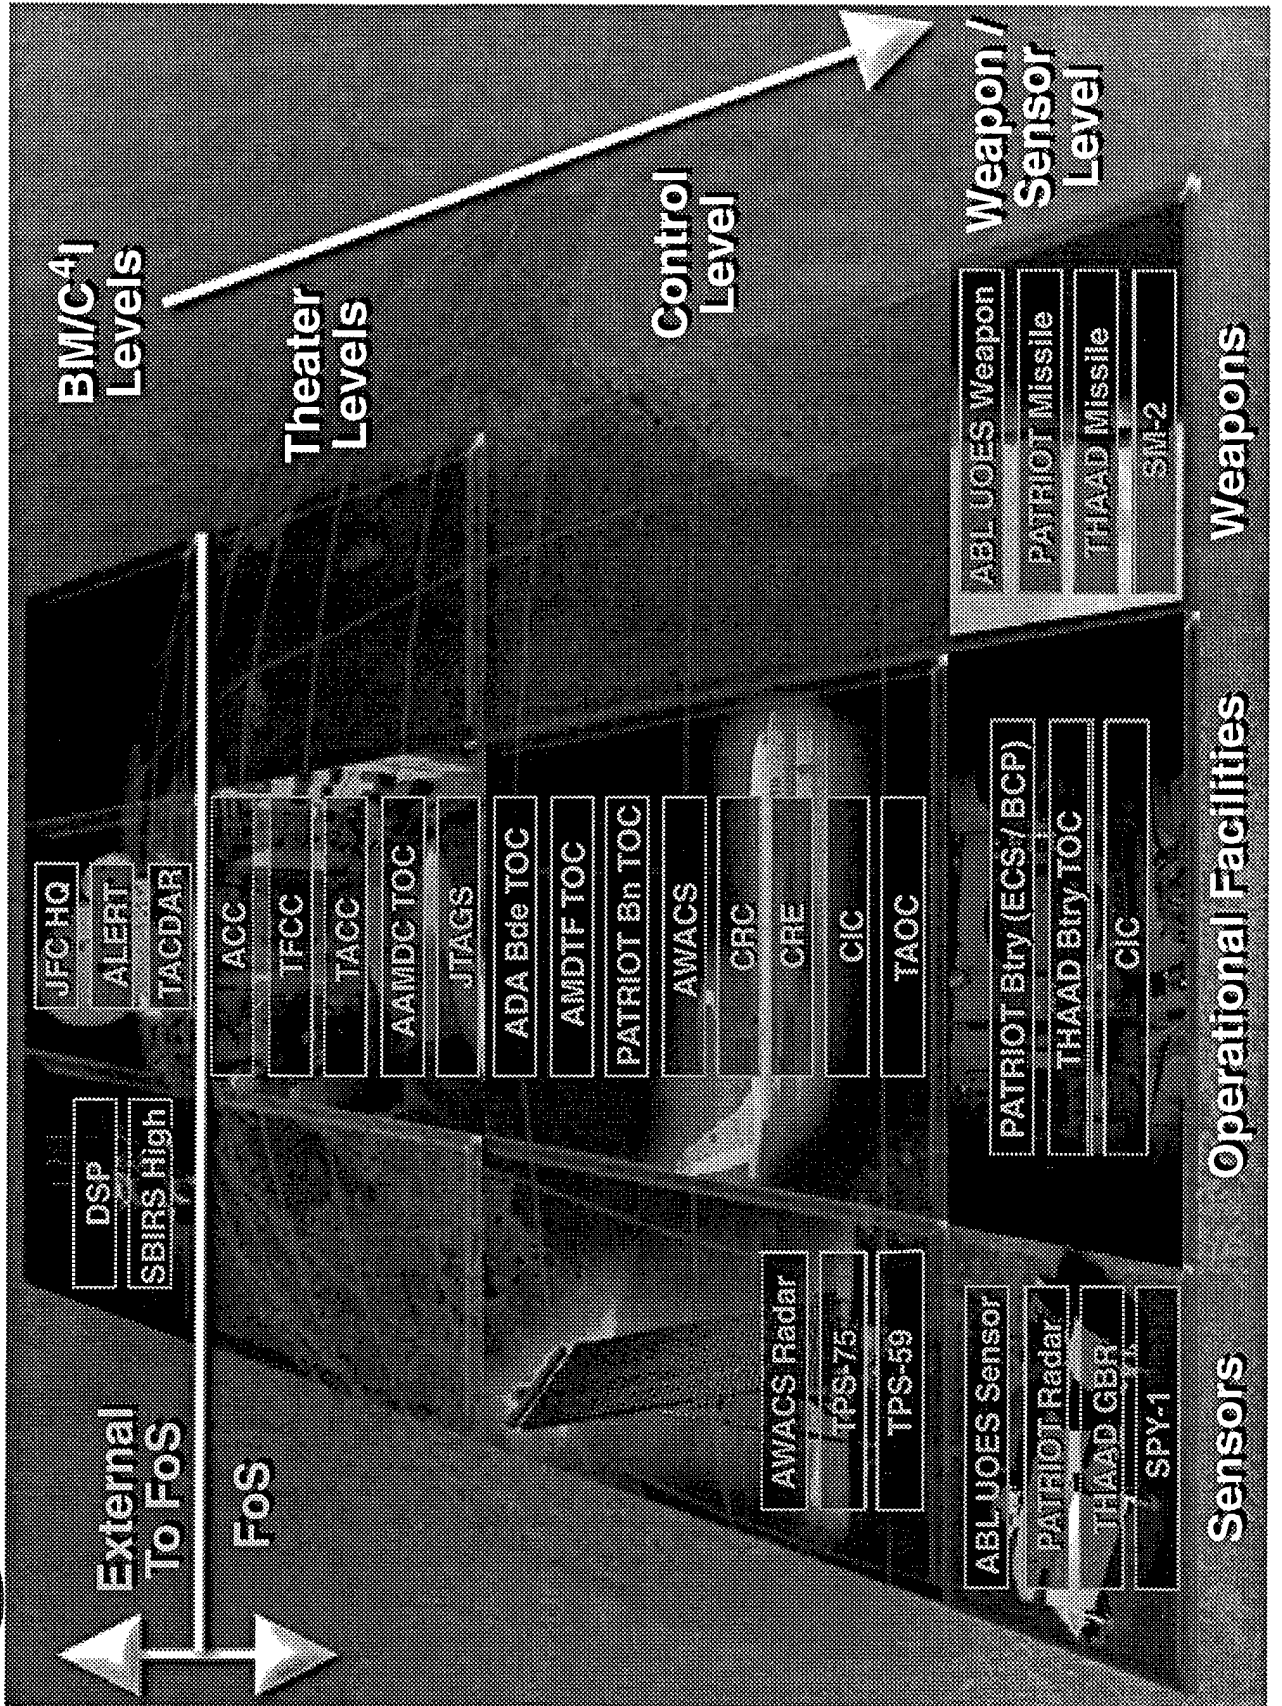 External
To FoS
FoS
BM/C⁴I
Levels
Theater
Levels
Control
Level
Weapon /
Sensor
Level
DSP
SBIRS High
JFC HQ
ALERT
TACDAR
ACC
TFCC
TACC
AAMDC TOC
JTAGS
ADA Bde TOC
AMDTF TOC
PATRIOT Bn TOC
AWACS
CRC
CRE
CIC
TAOC
AWACS Radar
TPS-75
TPS-59
ABL UOES Sensor
PATRIOT Radar
THAAD GBR
SPY-1
PATRIOT Btry (ECS / BCP)
THAAD Btry TOC
CIC
ABL UOES Weapon
PATRIOT Missile
THAAD Missile
SM-2
Sensors
Operational Facilities
Weapons